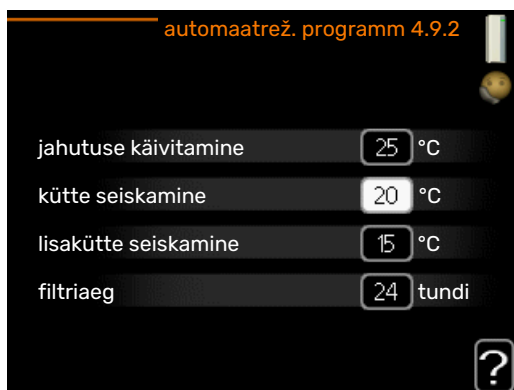 automaatrež. programm 4.9.2
jahutuse käivitamine 25 °C
kütte seiskamine 20 °C
lisakütte seiskamine 15 °C
filtriaeg 24 tundi
?